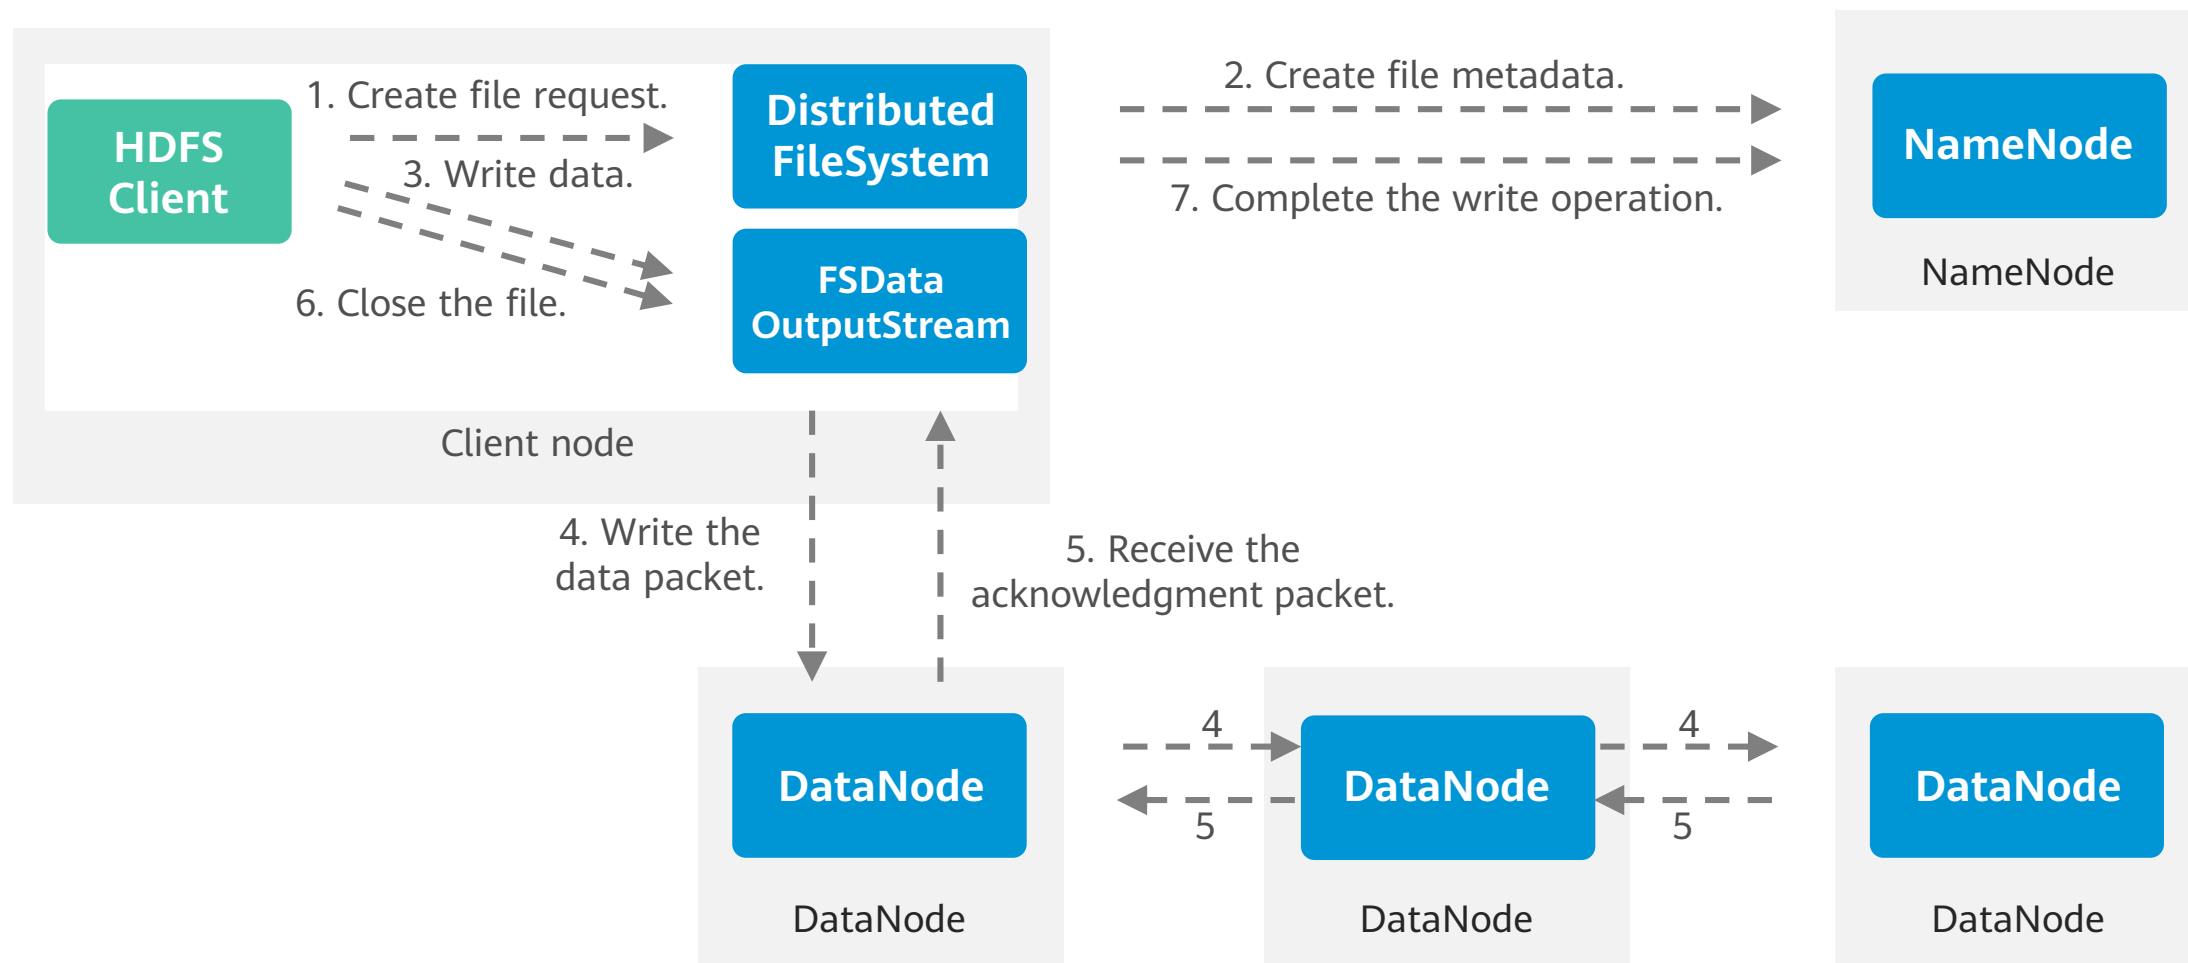 1. Create file request.
HDFS
Client
3. Write data.
6. Close the file.
Distributed
FileSystem
FSData
OutputStream
Client node
2. Create file metadata.
7. Complete the write operation.
NameNode
NameNode
4. Write the
data packet.
5. Receive the
acknowledgment packet.
DataNode
DataNode
4
5
DataNode
DataNode
4
5
DataNode
DataNode